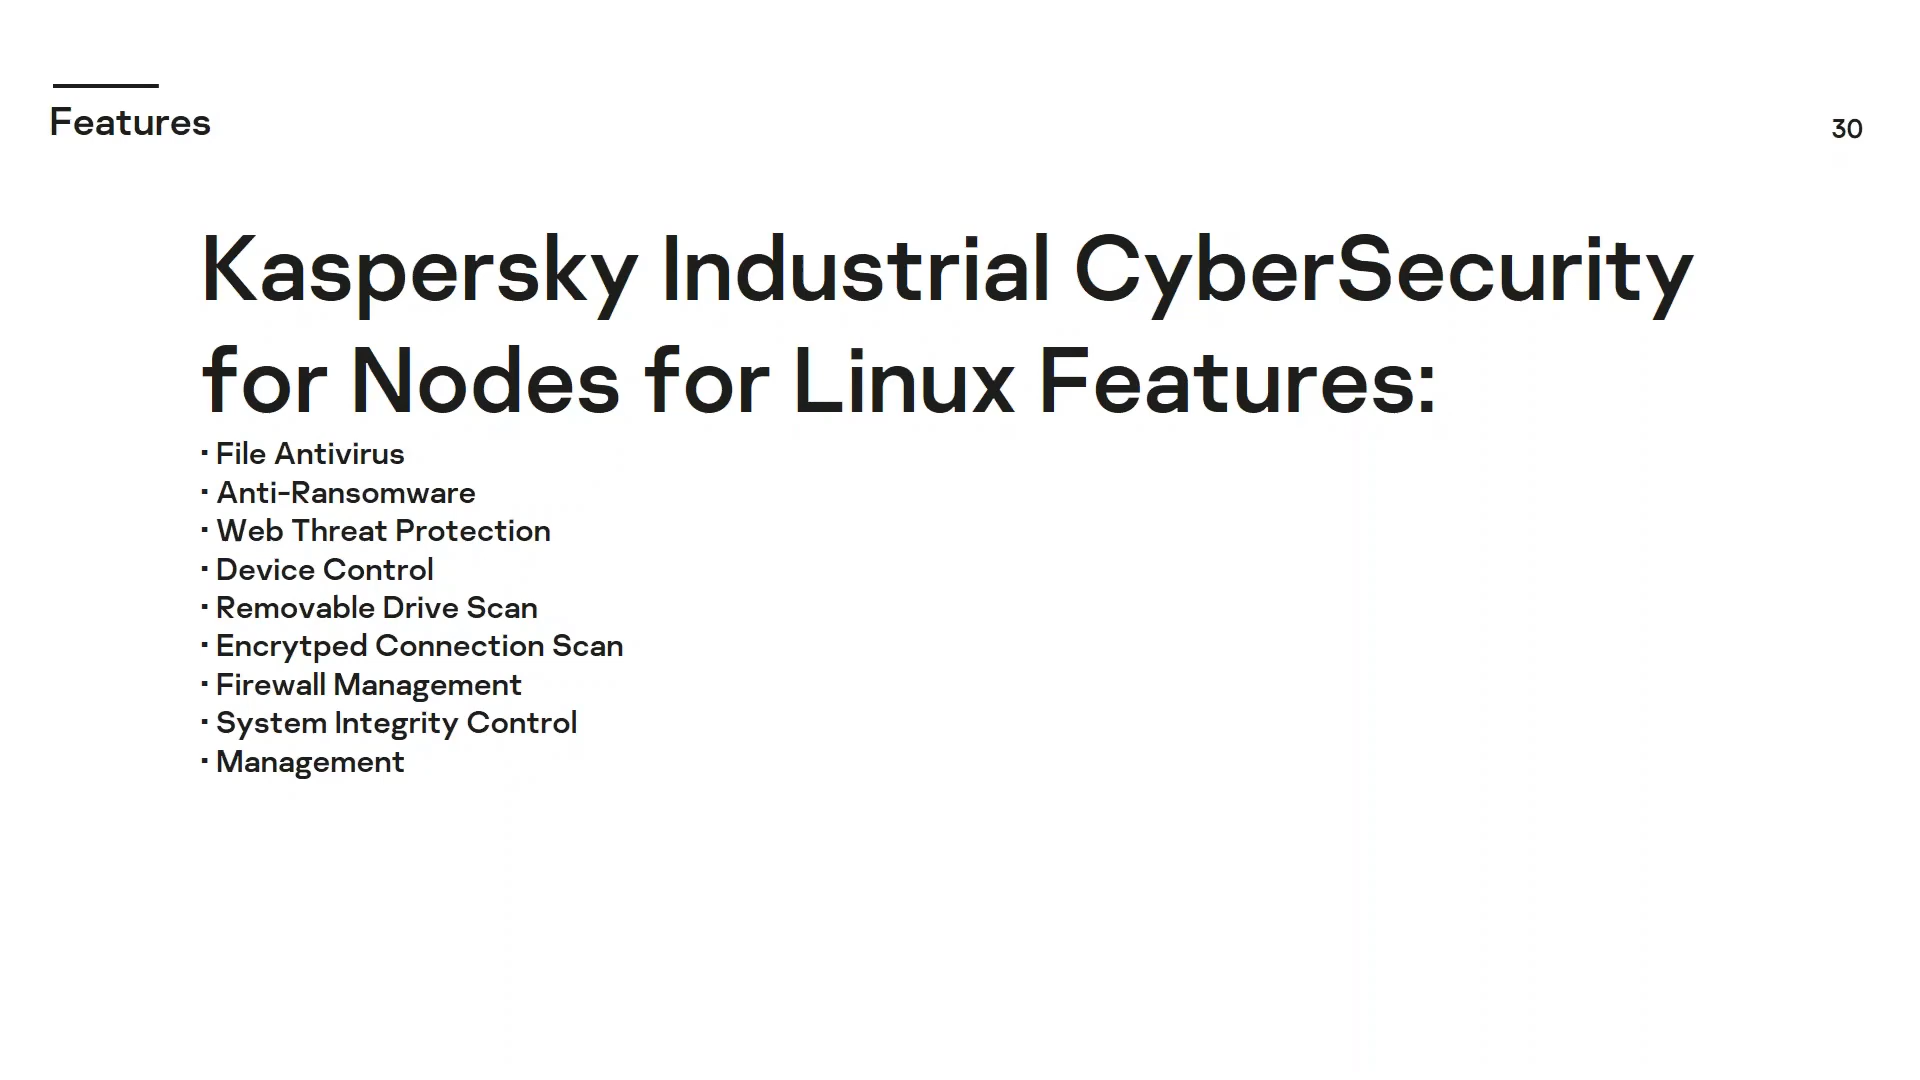 Features
30
Kaspersky Industrial CyberSecurity
for Nodes for Linux Features:
▪ File Antivirus
▪ Anti-Ransomware
▪ Web Threat Protection
▪ Device Control
▪ Removable Drive Scan
▪ Encrytped Connection Scan
▪ Firewall Management
▪ System Integrity Control
▪ Management